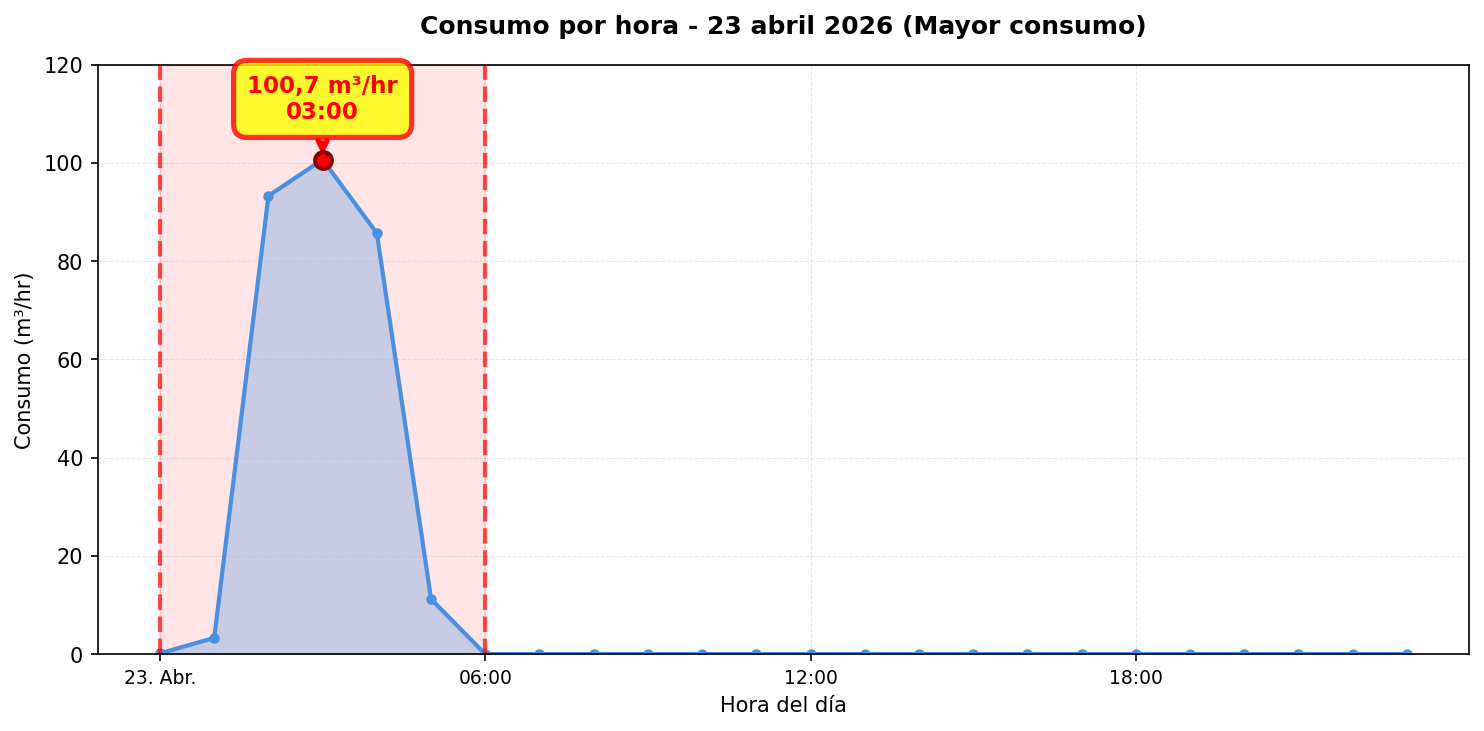 Consumo por hora - 23 abril 2026 (Mayor consumo)
120
100,7 m³/hr
03:00
100
80
60
40
20
0
Consumo (m³/hr)
23. Abr.
06:00
12:00
18:00
Hora del día